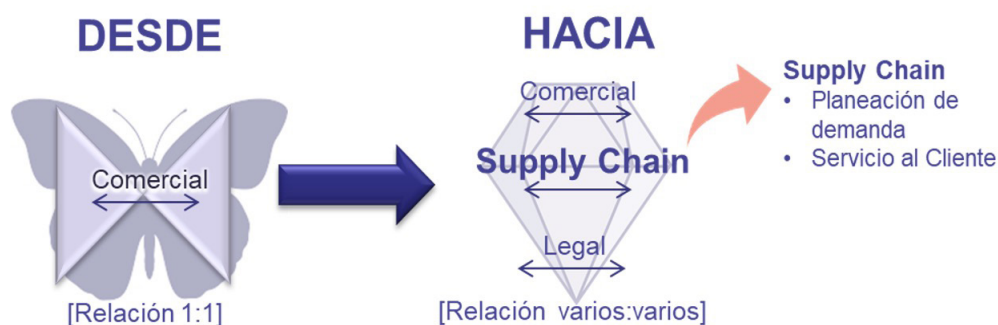 DESDE
Comercial
[Relación 1:1]
HACIA
Comercial
Supply Chain
Legal
[Relación varios:varios]
Supply Chain
• Planeación de
demanda
• Servicio al Cliente